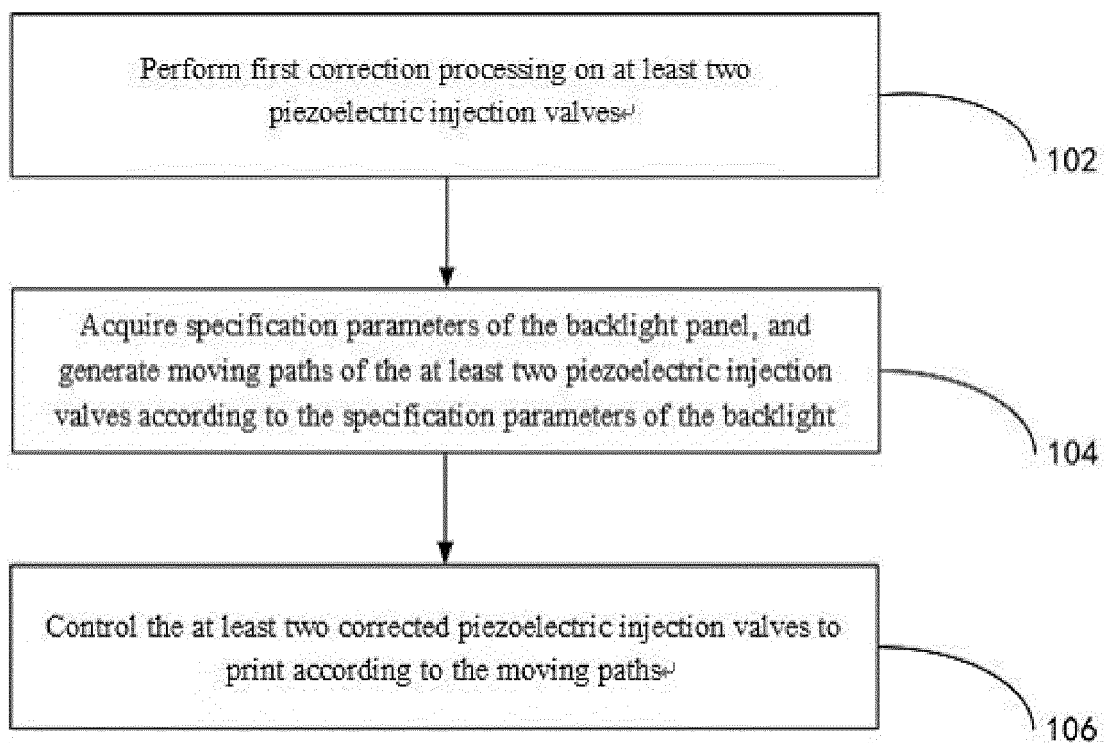 Perform first correction processing on at least two
piezoelectric injection valves↵
102
Acquire specification parameters of the backlight panel, and
generate moving paths of the at least two piezoelectric injection
valves according to the specification parameters of the backlight
104
Control the at least two corrected piezoelectric injection valves to
print according to the moving paths↵
106